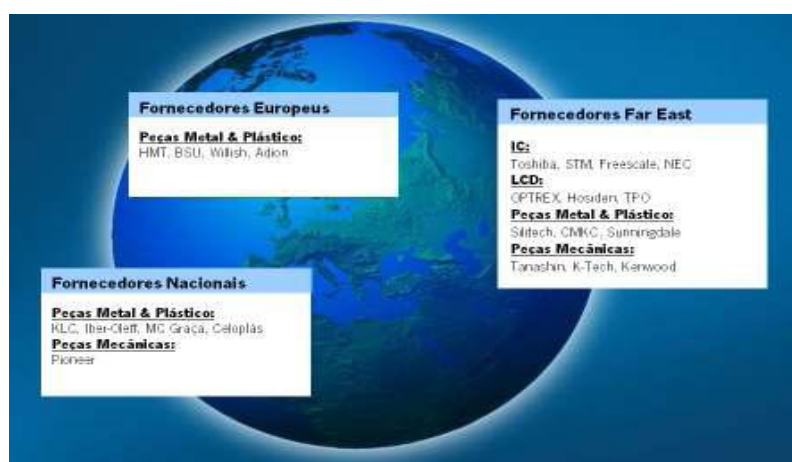 Fornecedores Europeus
Peças Metal & Plástico:
HMT, BSU, Willish, Adion
Fornecedores Far East
IC:
Toshiba, STM, Freescale, NEC
LCD:
OPTREX, Hosiden, TPO
Peças Metal & Plástico:
Silitech, CMKC, Sunningdale
Peças Mecânicas:
Tanashin, K-Tech, Kenwood
Fornecedores Nacionais
Peças Metal & Plástico:
KLC, Iber-Oleff, MC Graça, Celoplás
Peças Mecânicas:
Pioneer